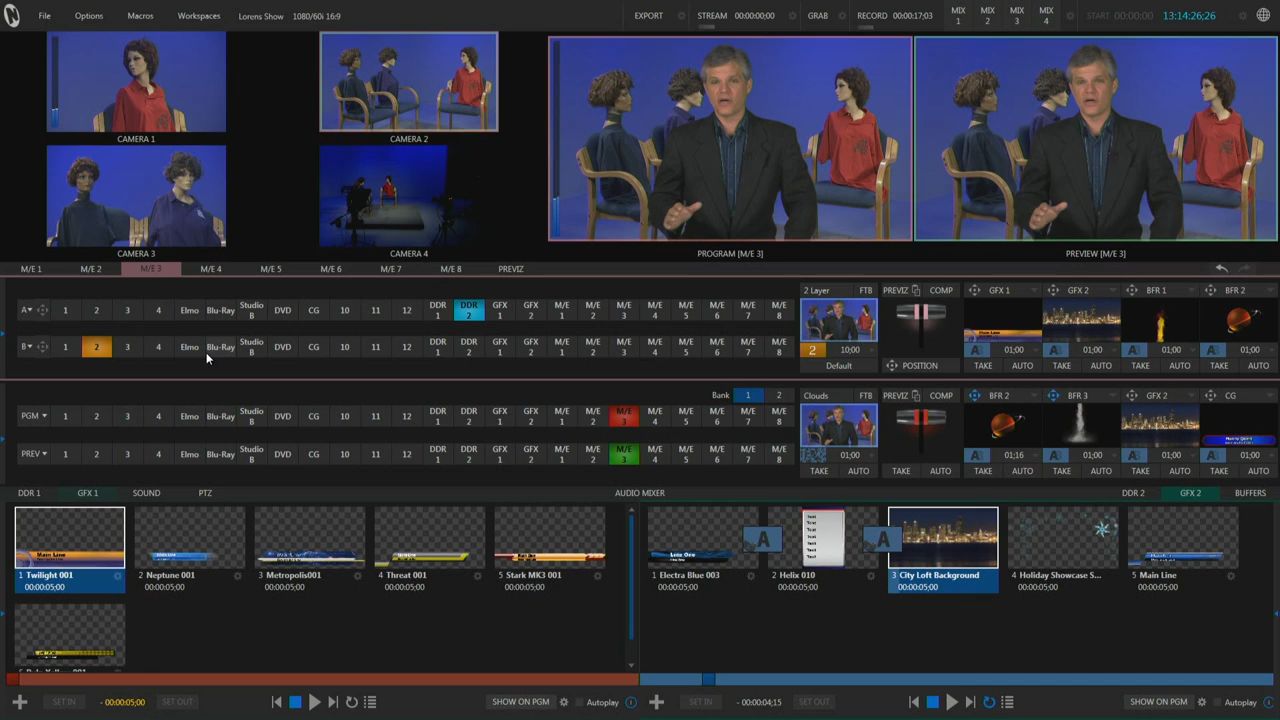 File Options Macros Workspaces Lorens Show 1080/60i 16:9 EXPORT STREAM 00:00:00;00 GRAB RECORD 00:00:17;03 MIX 1 MIX 2 MIX 3 MIX 4 START 00:00:00 13:14:26;26
CAMERA 1 CAMERA 2
CAMERA 3 CAMERA 4 PROGRAM [M/E 3] PREVIEW [M/E 3]
M/E 1 M/E 2 M/E 3 M/E 4 M/E 5 M/E 6 M/E 7 M/E 8 PREVIZ
2 Layer FTB PREVIZ COMP GFX 1 GFX 2 BFR 1 BFR 2
A 1 2 3 4 Elmo Blu-Ray Studio B DVD CG 10 11 12 DDR 1 DDR 2 GFX 1 GFX 2 M/E 1 M/E 2 M/E 3 M/E 4 M/E 5 M/E 6 M/E 7 M/E 8
Main Line
B 1 2 3 4 Elmo Blu-Ray Studio B DVD CG 10 11 12 DDR 1 DDR 2 GFX 1 GFX 2 M/E 1 M/E 2 M/E 3 M/E 4 M/E 5 M/E 6 M/E 7 M/E 8
2 10;00 01;00 01;00 01;00 01;00
Default POSITION TAKE AUTO TAKE AUTO TAKE AUTO TAKE AUTO
Bank 1 2 Clouds FTB PREVIZ COMP BFR 2 BFR 3 GFX 2 CG
PGM 1 2 3 4 Elmo Blu-Ray Studio B DVD CG 10 11 12 DDR 1 DDR 2 GFX 1 GFX 2 M/E 1 M/E 2 M/E 3 M/E 4 M/E 5 M/E 6 M/E 7 M/E 8
PREV 1 2 3 4 Elmo Blu-Ray Studio B DVD CG 10 11 12 DDR 1 DDR 2 GFX 1 GFX 2 M/E 1 M/E 2 M/E 3 M/E 4 M/E 5 M/E 6 M/E 7 M/E 8
01;00 01;16 01;00 01;00 01;00
TAKE AUTO TAKE AUTO TAKE AUTO TAKE AUTO TAKE AUTO TAKE AUTO
DDR 1 GFX 1 SOUND PTZ AUDIO MIXER DDR 2 GFX 2 BUFFERS
A A
Main Line
1 Twilight 001 2 Neptune 001 3 Metropolis001 4 Threat 001 5 Stark MK3 001 1 Electra Blue 003 2 Helix 010 3 City Loft Background 4 Holiday Showcase S... 5 Main Line
00:00:05;00 00:00:05;00 00:00:05;00 00:00:05;00 00:00:05;00 00:00:05;00 00:00:05;00 00:00:05;00 00:00:05;00 00:00:05;00
SET IN - 00:00:05;00 SET OUT SHOW ON PGM Autoplay SET IN - 00:00:04;15 SET OUT SHOW ON PGM Autoplay